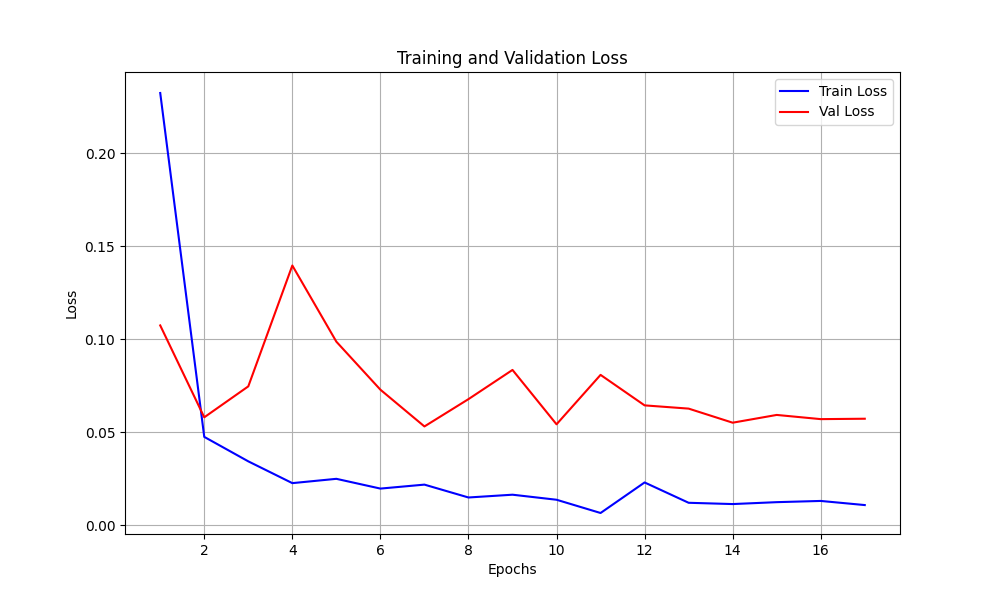 Training and Validation Loss
Train Loss
Val Loss
0.20
0.15
0.10
0.05
0.00
Loss
2 4 6 8 10 12 14 16
Epochs